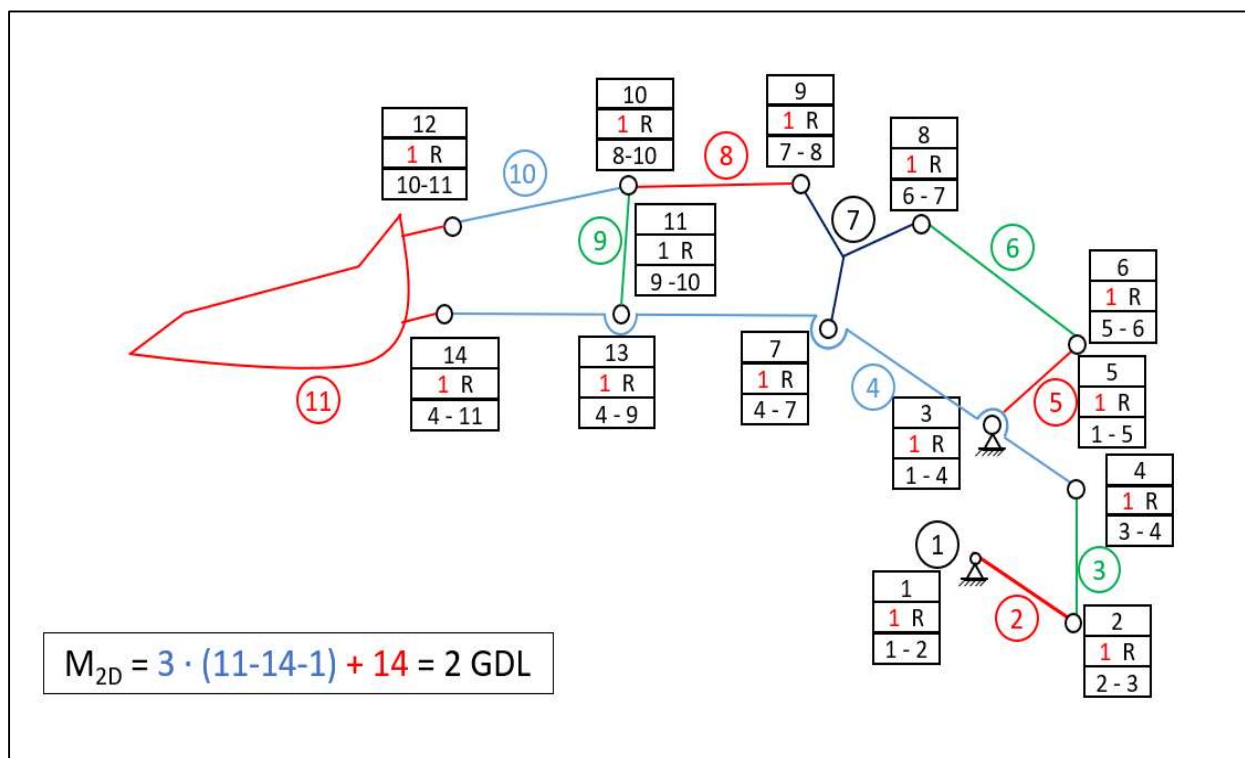 12
1 R
10-11
10
10
1 R
8-10
8
9
1 R
7 - 8
7
8
1 R
6 - 7
6
9
11
1 R
9 -10
6
1 R
5 - 6
11
14
1 R
4 - 11
13
1 R
4 - 9
7
1 R
4 - 7
4
3
1 R
1 - 4
5
5
1 R
1 - 5
4
1 R
3 - 4
1
1
1 R
1 - 2
2
3
2
1 R
2 - 3
M2D = 3 · (11-14-1) + 14 = 2 GDL